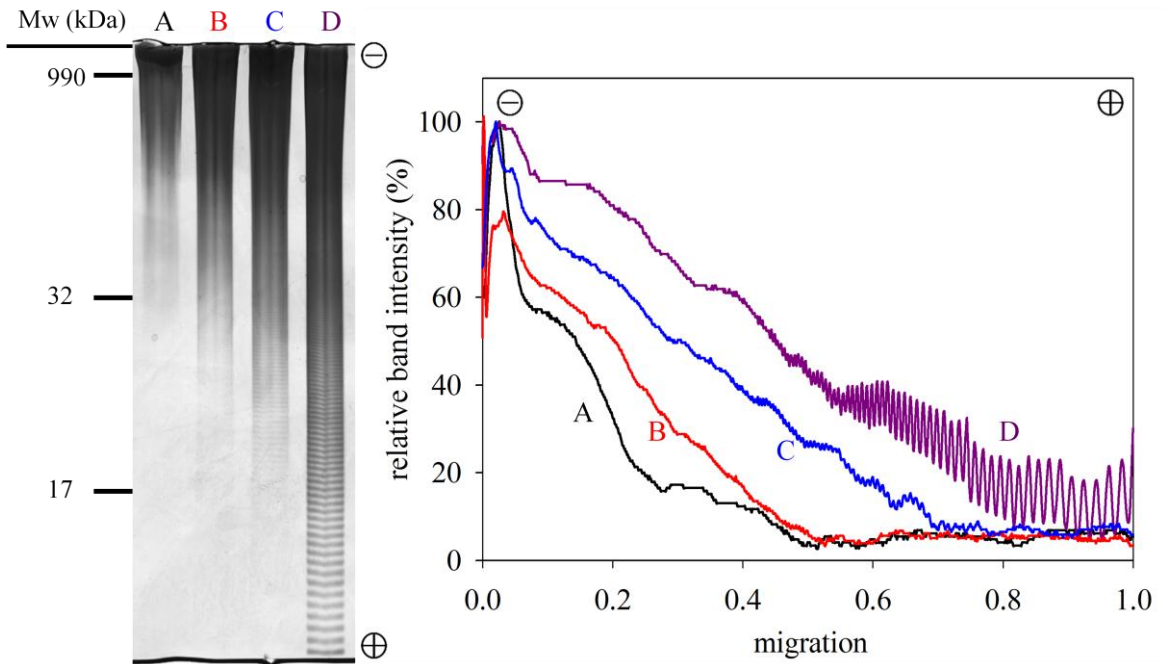 Mw (kDa) A B C D
⊖
990
32
17
⊕
relative band intensity (%)
100
80
60
40
20
0
⊖ ⊕
A B C D
0.0 0.2 0.4 0.6 0.8 1.0
migration